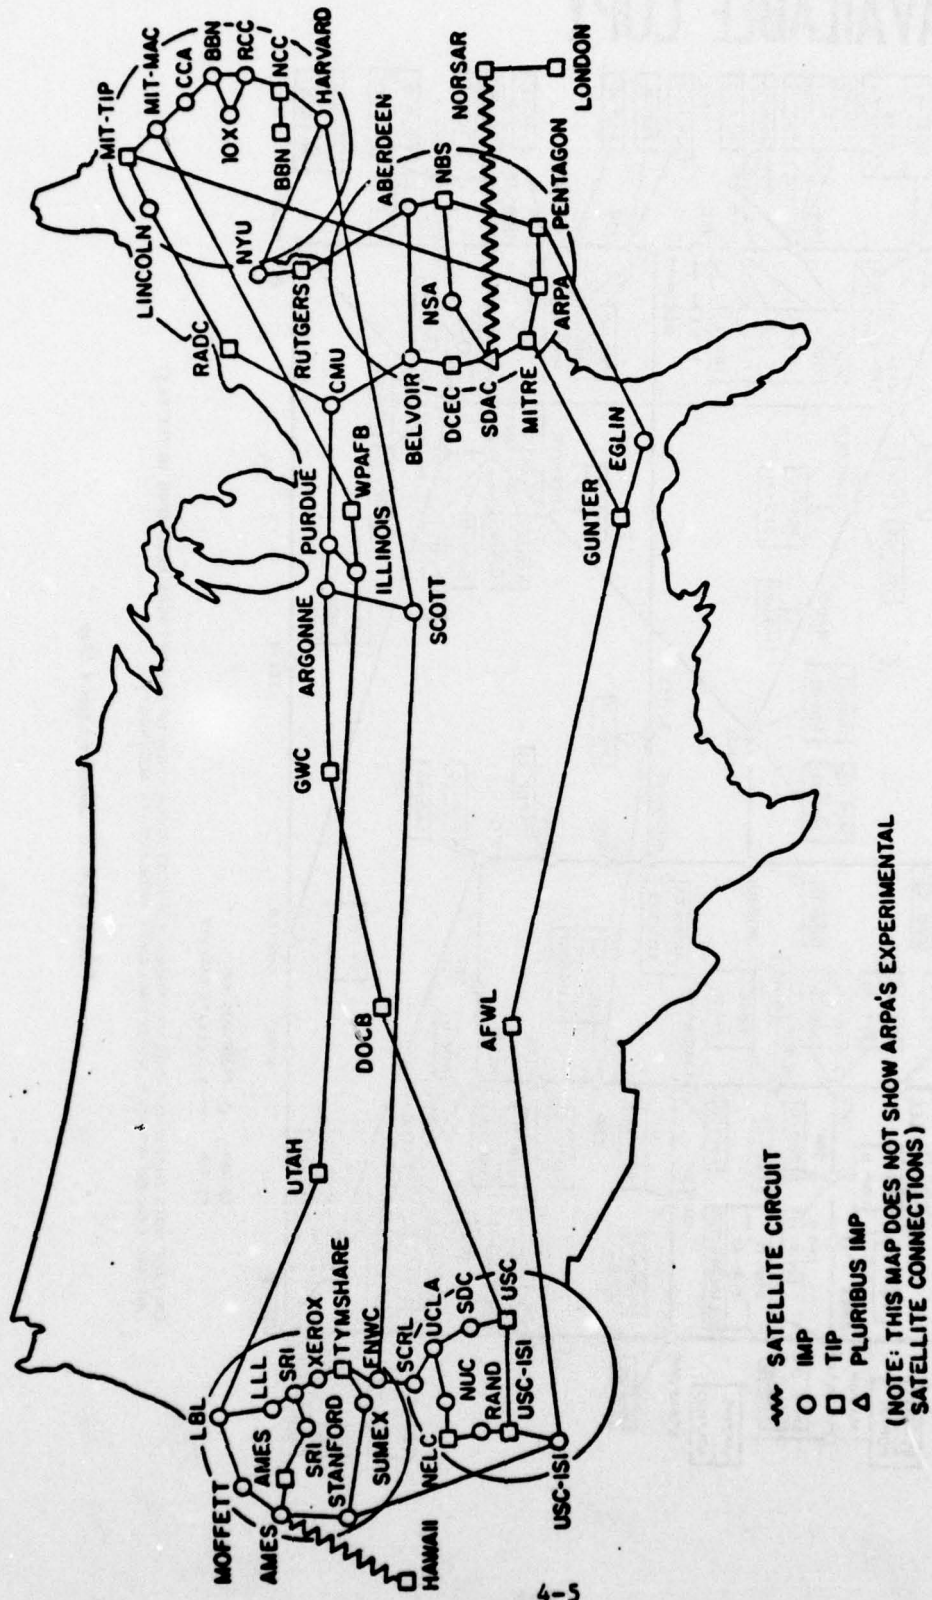 MOFFETT
LBL
AMES
AMES
LLL
SRI
SRI
XEROX
STANFORD
TYMSHARE
SUMEX
FNWC
HAWAII
SCRL
UCLA
NELC
NUC
SDC
RAND
USC
USC-ISI
USC-ISI
UTAH
DOCB
AFWL
GWC
ARGONNE
PURDUE
ILLINOIS
WPAFB
SCOTT
GUNTER
EGLIN
CMU
RADC
LINCOLN
MIT-TIP
MIT-MAC
CCA
BBN
RCC
10X
NCC
BBN
HARVARD
NYU
RUTGERS
ABERDEEN
BELVOIR
NBS
NSA
DCEC
SDAC
MITRE
ARPA
PENTAGON
NORSAR
LONDON
SATELLITE CIRCUIT
IMP
TIP
PLURIBUS IMP
(NOTE: THIS MAP DOES NOT SHOW ARPA'S EXPERIMENTAL
SATELLITE CONNECTIONS)
4-5